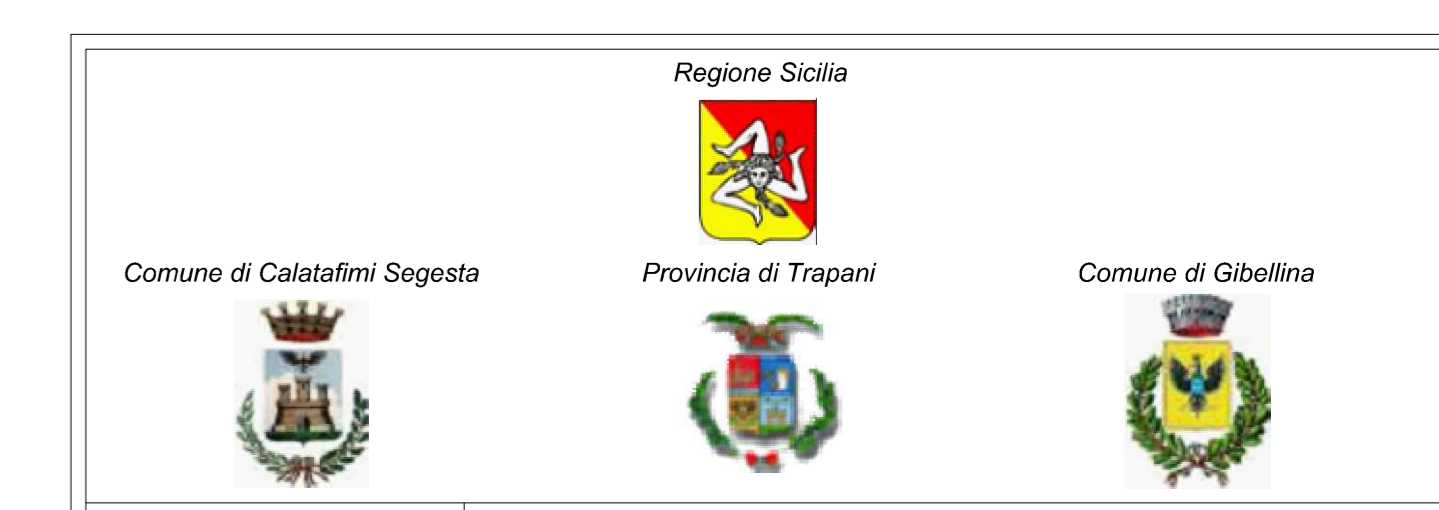 Regione Sicilia
Comune di Calatafimi Segesta
Provincia di Trapani
Comune di Gibellina